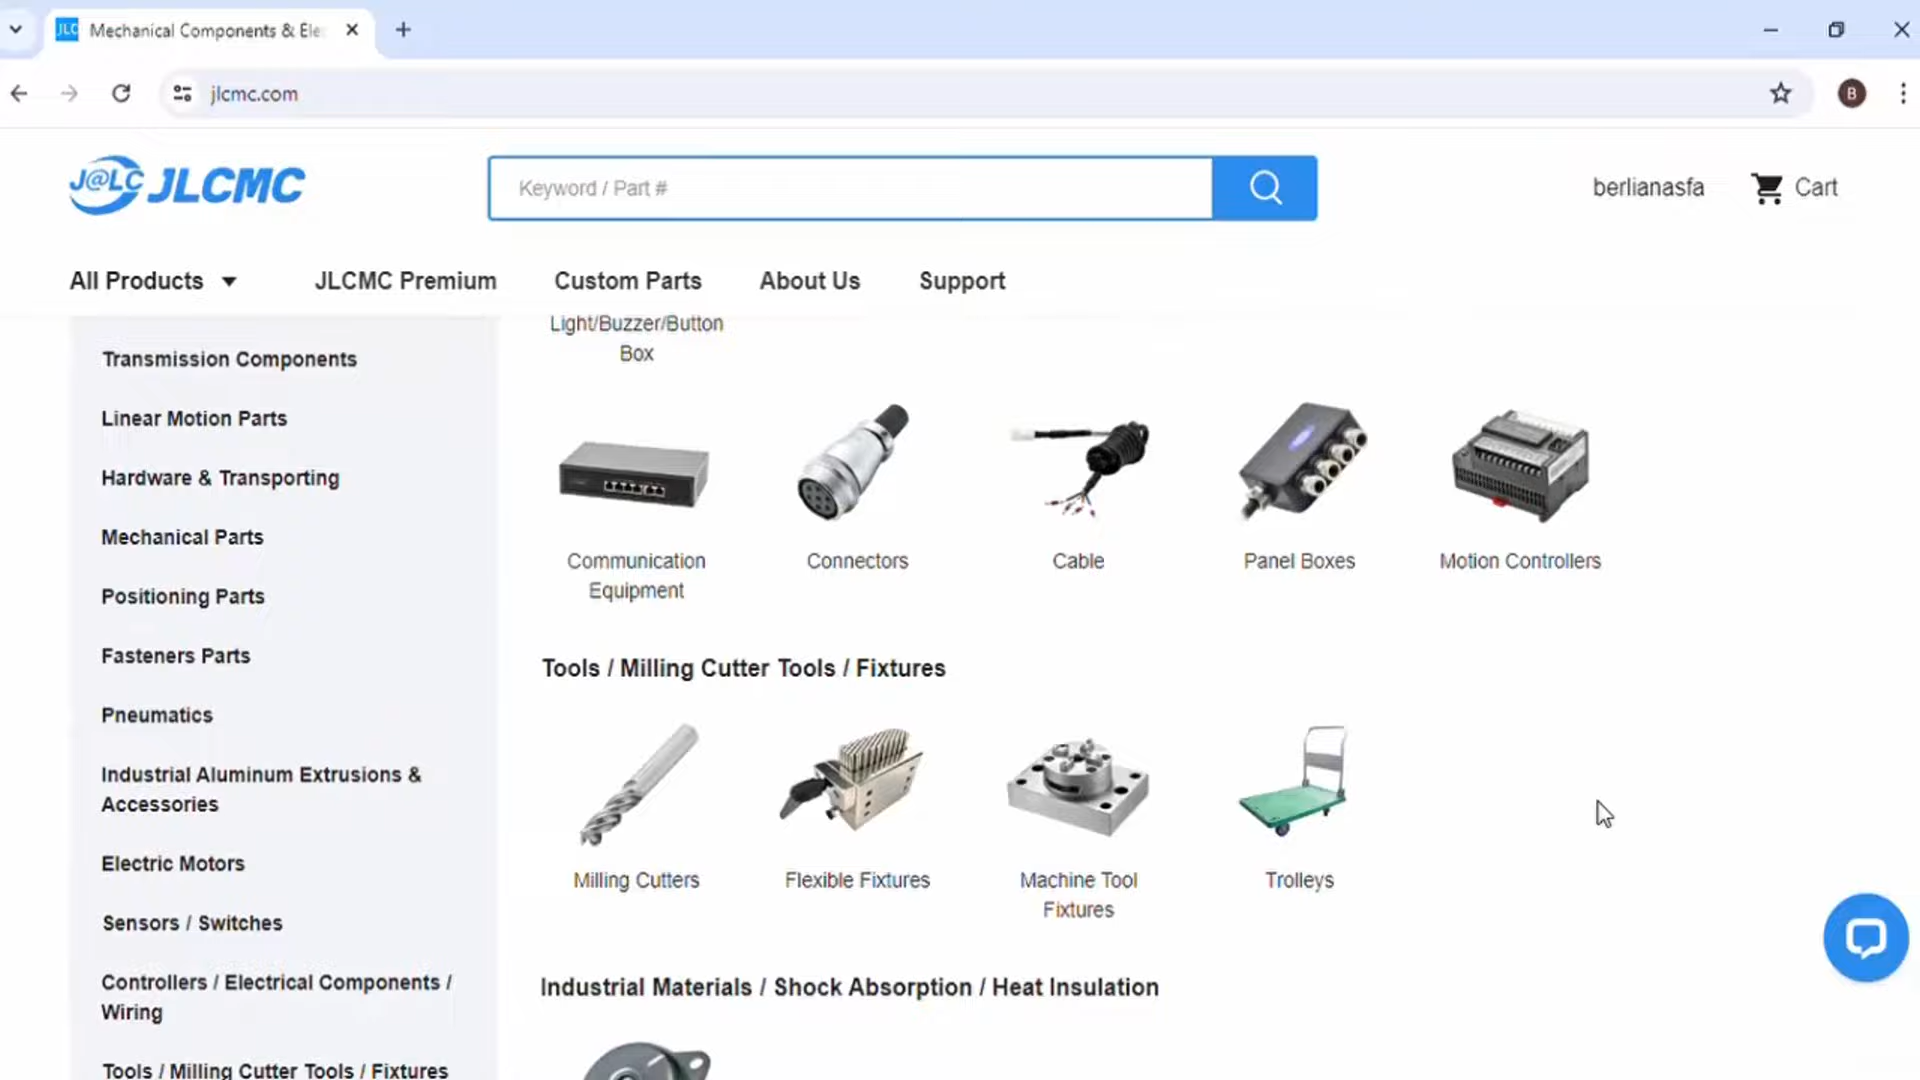 JLC Mechanical Components & Ele
jlcmc.com
B
J@LC JLCMC
Keyword / Part #
berlianasfa
Cart
All Products
JLCMC Premium
Custom Parts
About Us
Support
Transmission Components
Linear Motion Parts
Hardware & Transporting
Mechanical Parts
Positioning Parts
Fasteners Parts
Pneumatics
Industrial Aluminum Extrusions &
Accessories
Electric Motors
Sensors / Switches
Controllers / Electrical Components /
Wiring
Tools / Milling Cutter Tools / Fixtures
Light/Buzzer/Button
Box
Communication
Equipment
Connectors
Cable
Panel Boxes
Motion Controllers
Tools / Milling Cutter Tools / Fixtures
Milling Cutters
Flexible Fixtures
Machine Tool
Fixtures
Trolleys
Industrial Materials / Shock Absorption / Heat Insulation